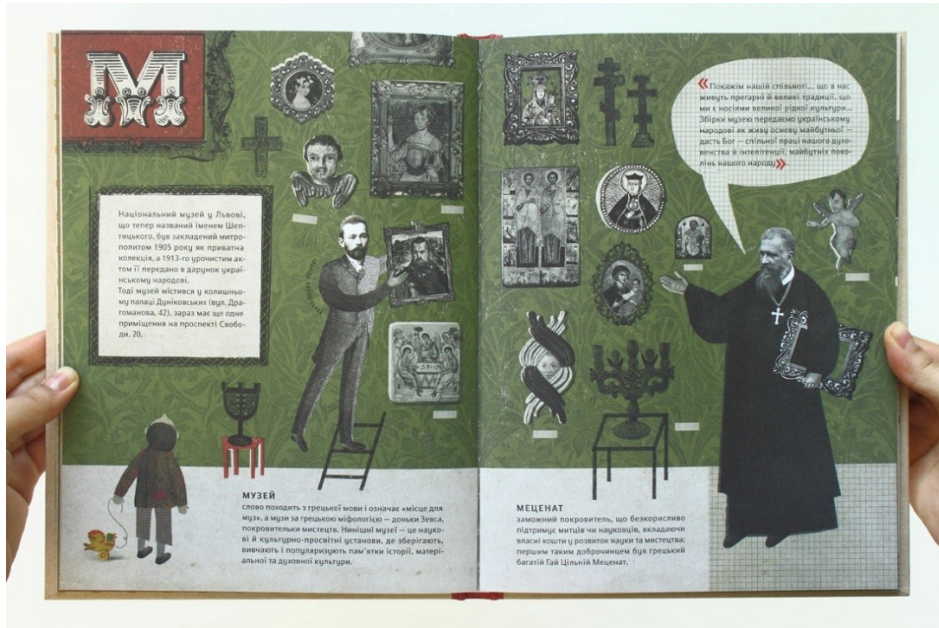 М
Національний музей у Львові,
що тепер названий іменем Шеп-
тицького, був закладений митро-
политом 1905 року як приватна
колекція, а 1913-го урочистим ак-
том її передано в дарунок украї-
нському народові.
Тоді музей містився у колишньо-
му палаці Дуніковських (вул. Дра-
гоманова, 42), зараз має ще одне
приміщення на проспекті Свобо-
ди, 20.
МУЗЕЙ
слово походить з грецької мови і означає «місце для
муз», а музи за грецькою міфологією — доньки Зевса,
покровительки мистецтв. Нинішні музеї — це науко-
ві й культурно-просвітні установи, де зберігають,
вивчають і популяризують пам'ятки історії, матері-
альної та духовної культури.
«Покажім нашій спільноті... що в нас
живуть прегарні й великі традиції, що
ми є носіями великої рідкої культури...
Збірки музею передаємо українському
народові як живу основу майбутньої —
дасть Бог — спільної праці нашого духо-
венства й інтелігенції, майбутніх поко-
лінь нашого народу»
МЕЦЕНАТ
заможний покровитель, що безкорисливо
підтримує митців чи науковців, вкладаючи
власні кошти у розвиток науки та мистецтва:
першим таким доброчинцем був грецький
багатій Гай Цільній Меценат.